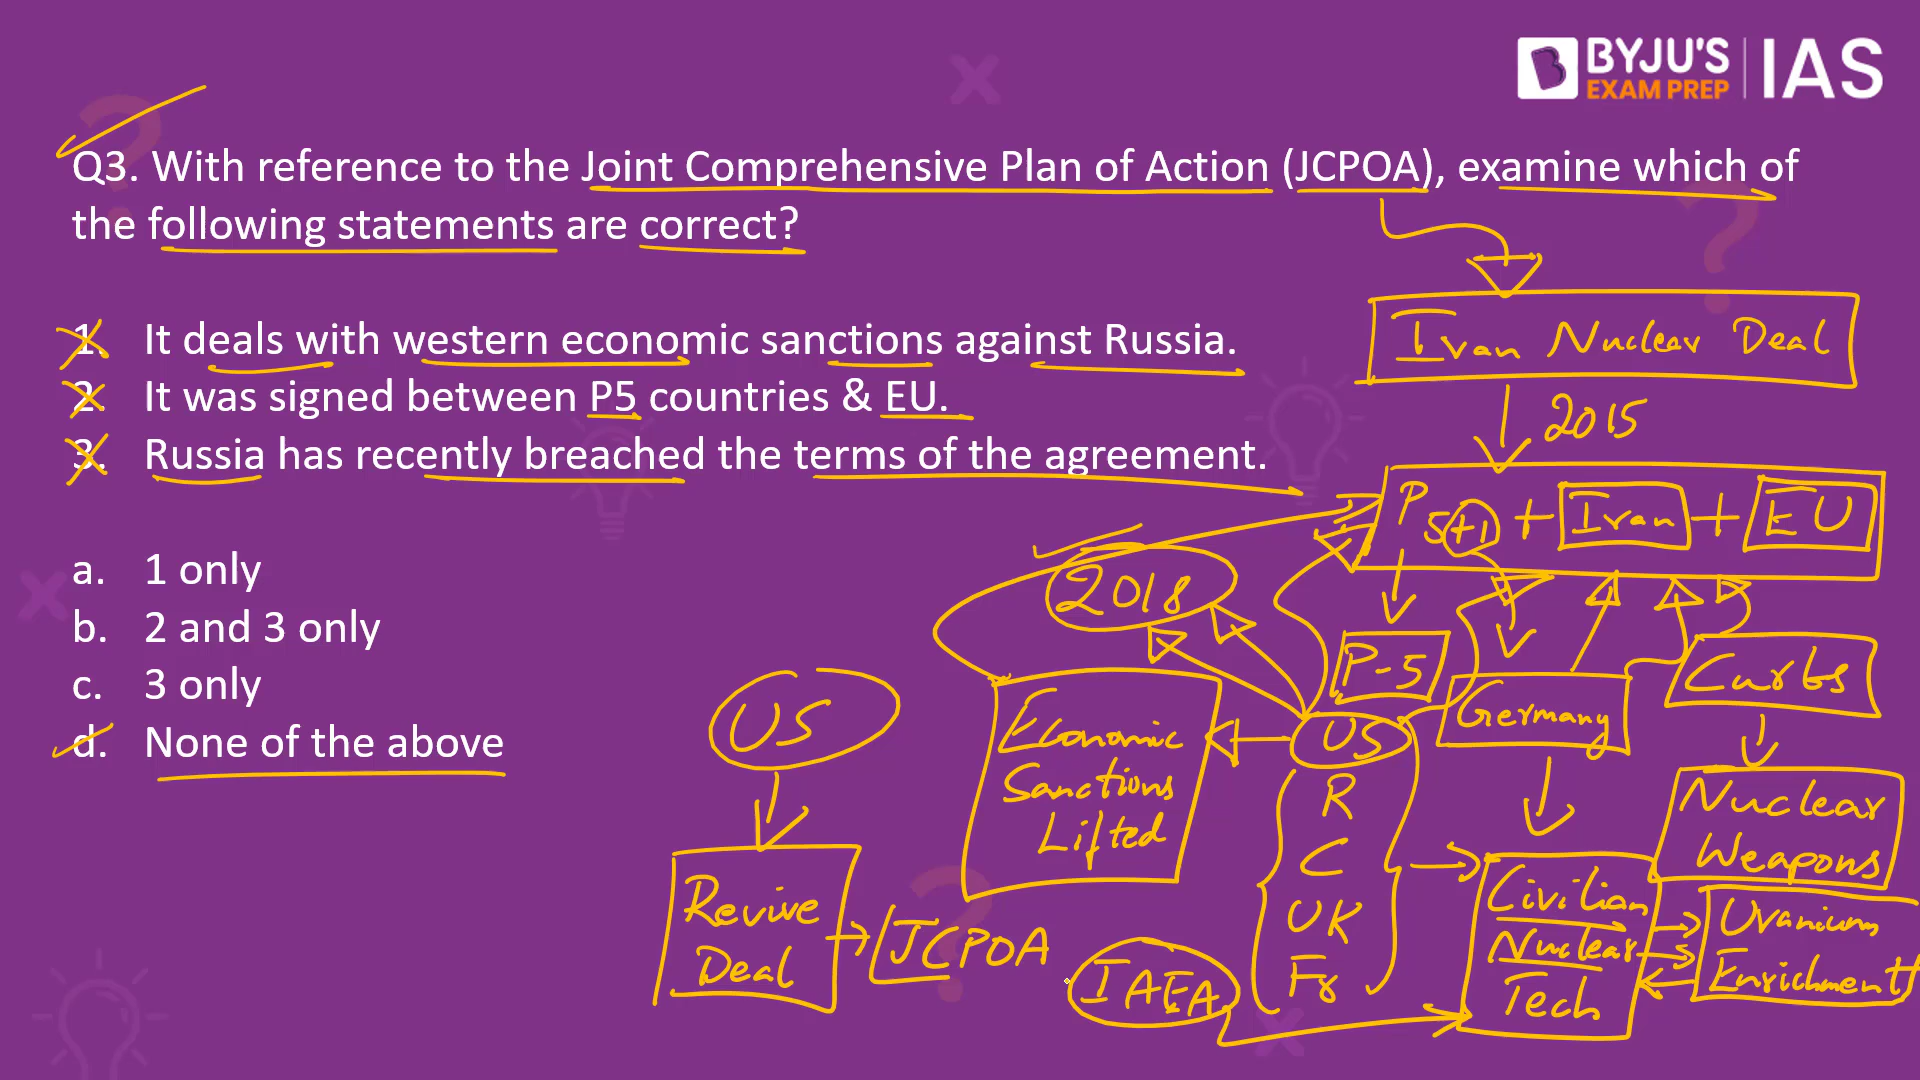 BYJU'S
EXAM PREP
IAS
Q3. With reference to the Joint Comprehensive Plan of Action (JCPOA), examine which of
the following statements are correct?
1. It deals with western economic sanctions against Russia.
2. It was signed between P5 countries & EU.
3. Russia has recently breached the terms of the agreement.
a. 1 only
b. 2 and 3 only
c. 3 only
d. None of the above
Iran Nuclear Deal
2015
P5+1 + Iran + EU
2018
P-5
Germany
Curbs
US
Economic
Sanctions
Lifted
US
R
C
UK
Fr
Nuclear
Weapons
Civilian
Nuclear
Tech
Uranium
Enrichment
Revive
Deal
JCPOA
IAEA